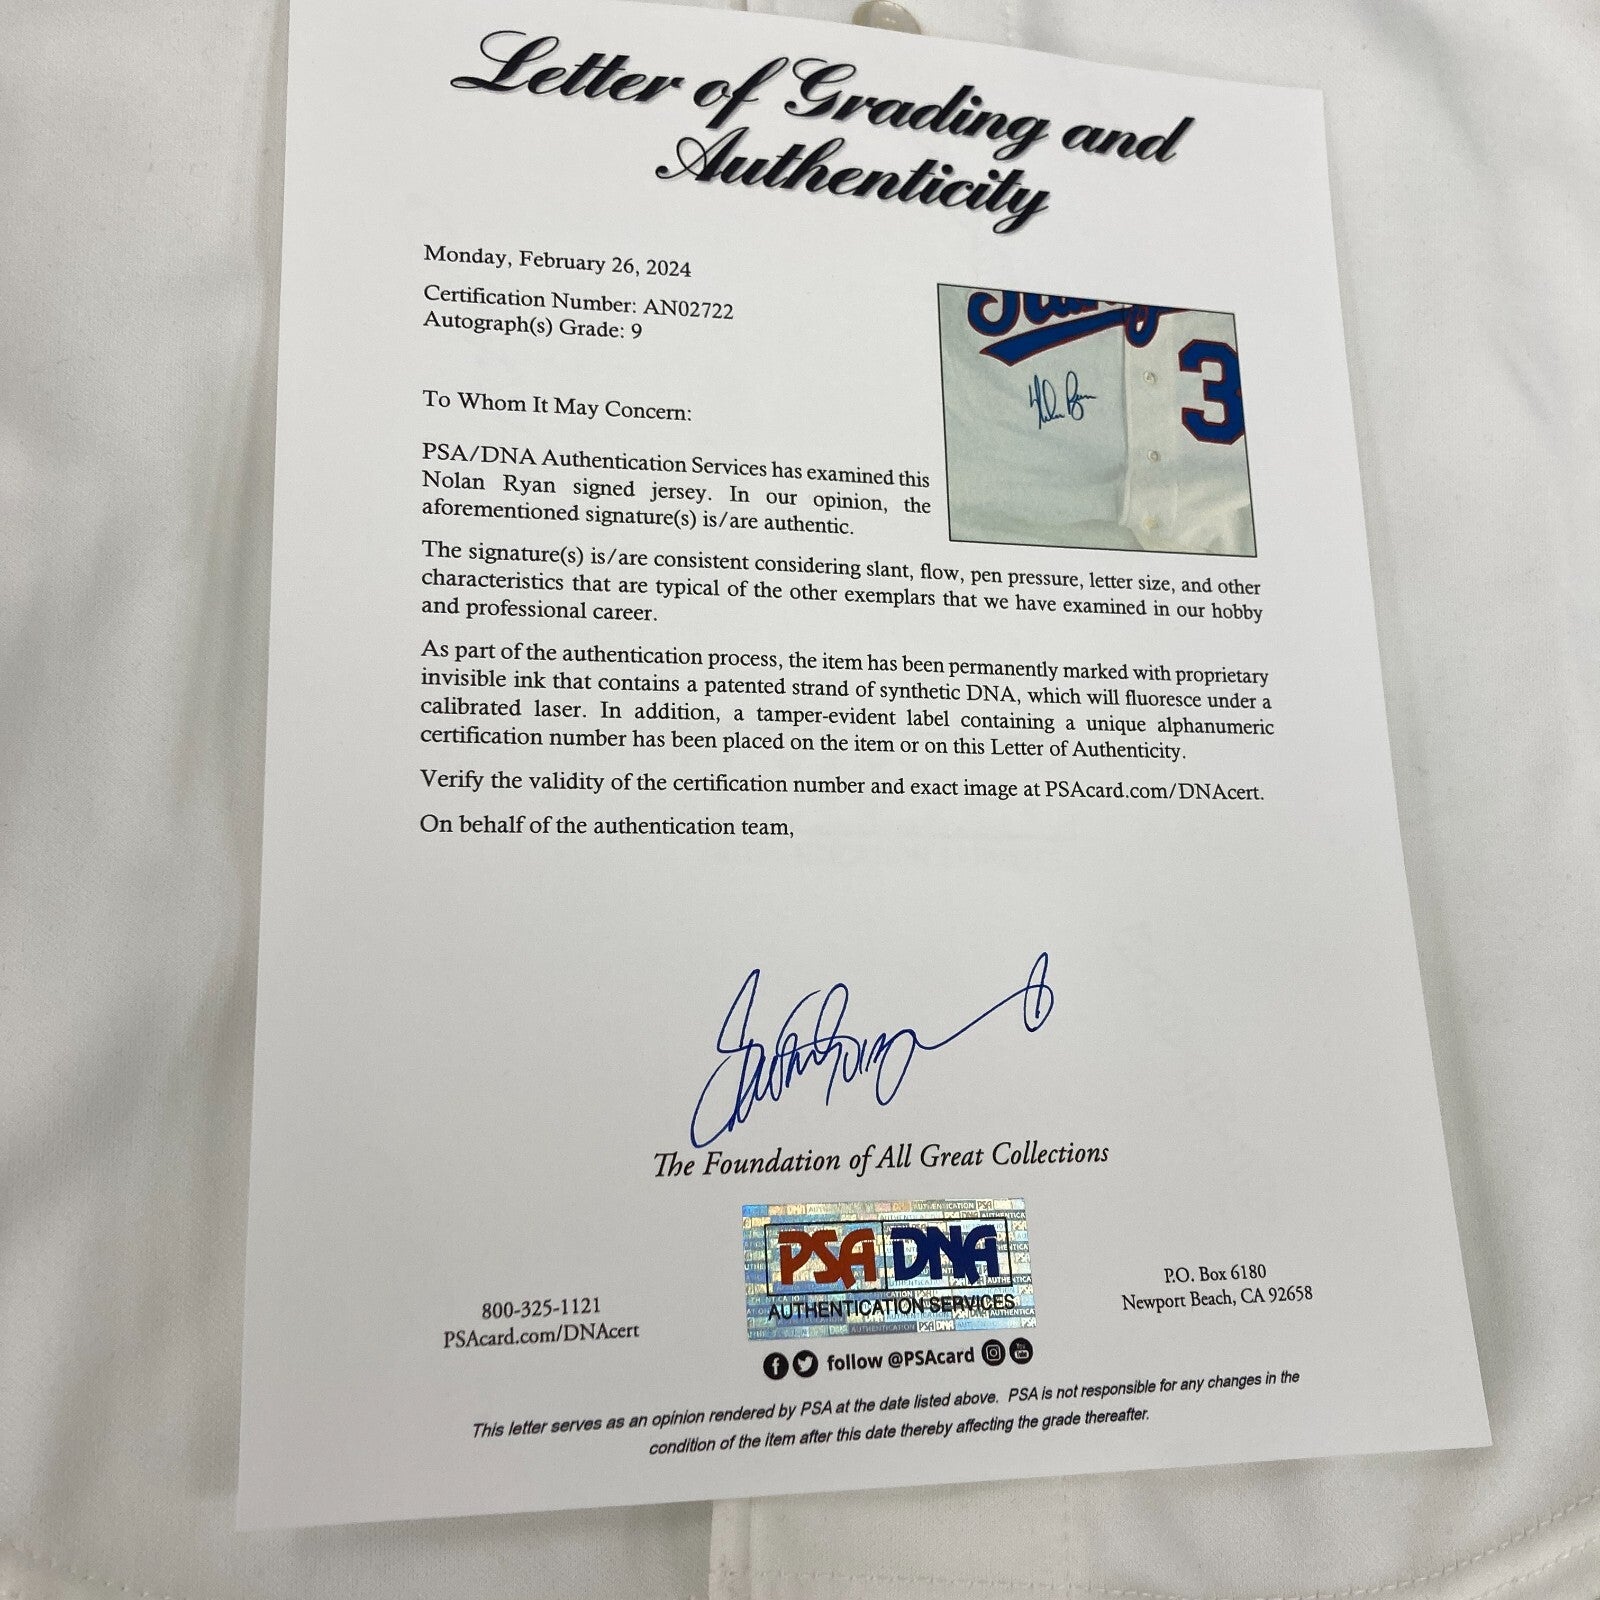 Letter of Grading and
Authenticity
Monday, February 26, 2024
Certification Number: AN02722
Autograph(s) Grade: 9
3
To Whom It May Concern:
PSA/DNA Authentication Services has examined this
Nolan Ryan signed jersey. In our opinion, the
aforementioned signature(s) is/are authentic.
The signature(s) is/are consistent considering slant, flow, pen pressure, letter size, and other
characteristics that are typical of the other exemplars that we have examined in our hobby
and professional career.
As part of the authentication process, the item has been permanently marked with proprietary
invisible ink that contains a patented strand of synthetic DNA, which will fluoresce under a
calibrated laser. In addition, a tamper-evident label containing a unique alphanumeric
certification number has been placed on the item or on this Letter of Authenticity.
Verify the validity of the certification number and exact image at PSAcard.com/DNAcert.
On behalf of the authentication team,
The Foundation of All Great Collections
PSA DNA
AUTHENTICATION SERVICES
800-325-1121
PSAcard.com/DNAcert
P.O. Box 6180
Newport Beach, CA 92658
follow @PSAcard
This letter serves as an opinion rendered by PSA at the date listed above. PSA is not responsible for any changes in the
condition of the item after this date thereby affecting the grade thereafter.